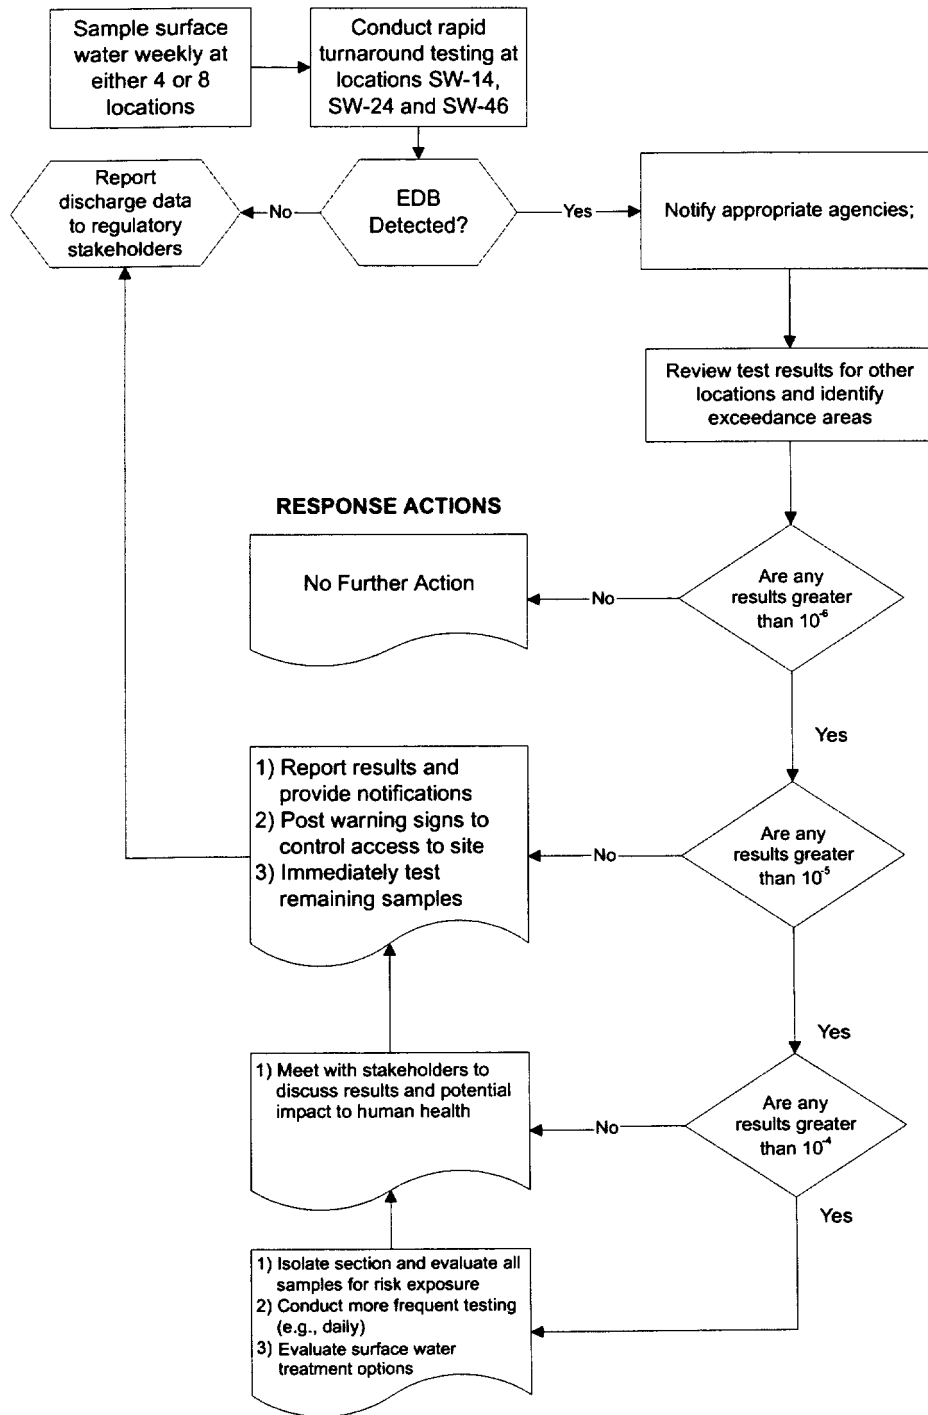 Sample surface
water weekly at
either 4 or 8
locations
Conduct rapid
turnaround testing at
locations SW-14,
SW-24 and SW-46
Report
discharge data
to regulatory
stakeholders
No
EDB
Detected?
Yes
Notify appropriate agencies;
Review test results for other
locations and identify
exceedance areas
RESPONSE ACTIONS
No Further Action
No
Are any
results greater
than 10⁻⁶
Yes
1) Report results and
provide notifications
2) Post warning signs to
control access to site
3) Immediately test
remaining samples
No
Are any
results greater
than 10⁻⁵
Yes
1) Meet with stakeholders to
discuss results and potential
impact to human health
No
Are any
results greater
than 10⁻⁴
Yes
1) Isolate section and evaluate all
samples for risk exposure
2) Conduct more frequent testing
(e.g., daily)
3) Evaluate surface water
treatment options